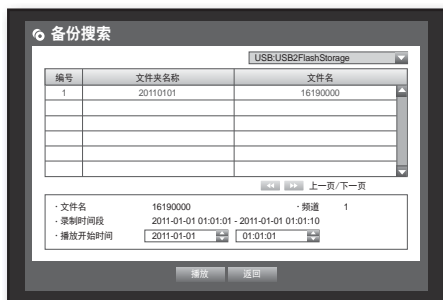 备份搜索
USB:USB2FlashStorage
编号 文件夹名称 文件名
1 20110101 16190000
上一页/下一页
· 文件名 16190000 · 频道 1
· 录制时间段 2011-01-01 01:01:01 - 2011-01-01 01:01:10
· 播放开始时间 2011-01-01 01:01:01
播放 返回